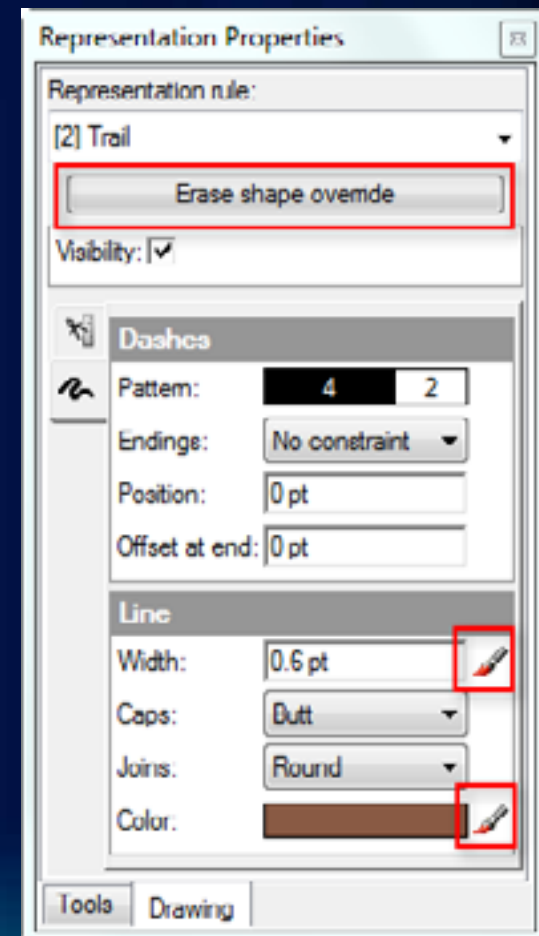 Representation Properties
Representation rule:
[2] Trail
Erase shape override
Visibility:
Dashes
Pattern: 4 2
Endings: No constraint
Position: 0 pt
Offset at end: 0 pt
Line
Width: 0.6 pt
Caps: Butt
Joins: Round
Color:
Tools Drawing